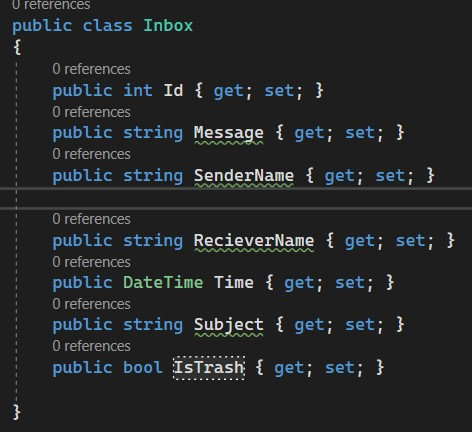 0 references
public class Inbox
{
0 references
public int Id { get; set; }
0 references
public string Message { get; set; }
0 references
public string SenderName { get; set; }
0 references
public string RecieverName { get; set; }
0 references
public DateTime Time { get; set; }
0 references
public string Subject { get; set; }
0 references
public bool IsTrash { get; set; }
}